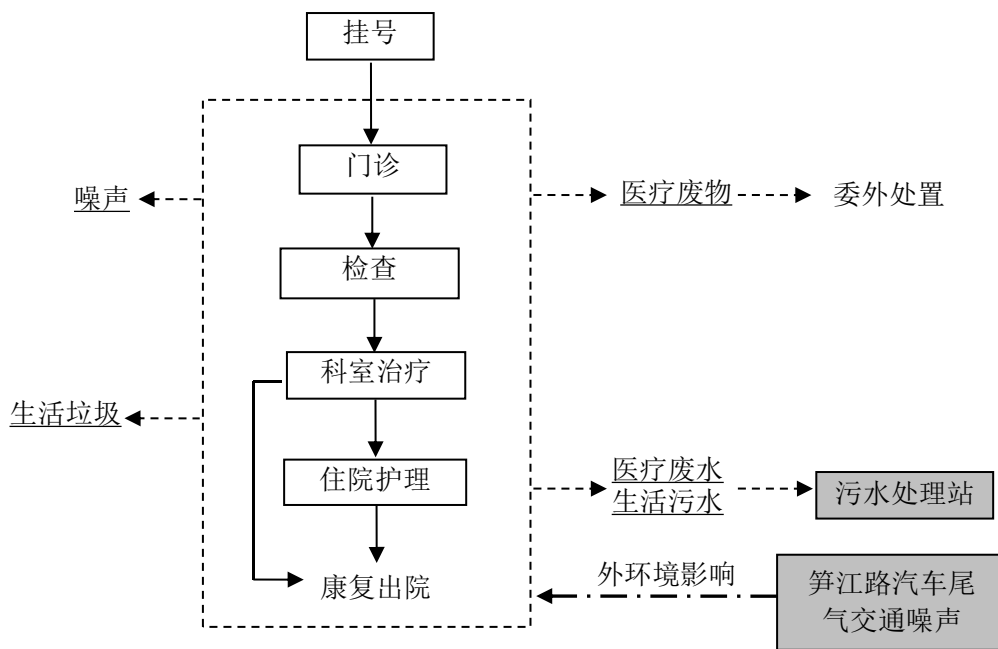 挂号
门诊
噪声
医疗废物
委外处置
检查
科室治疗
生活垃圾
住院护理
医疗废水
生活污水
污水处理站
康复出院
外环境影响
笋江路汽车尾
气交通噪声